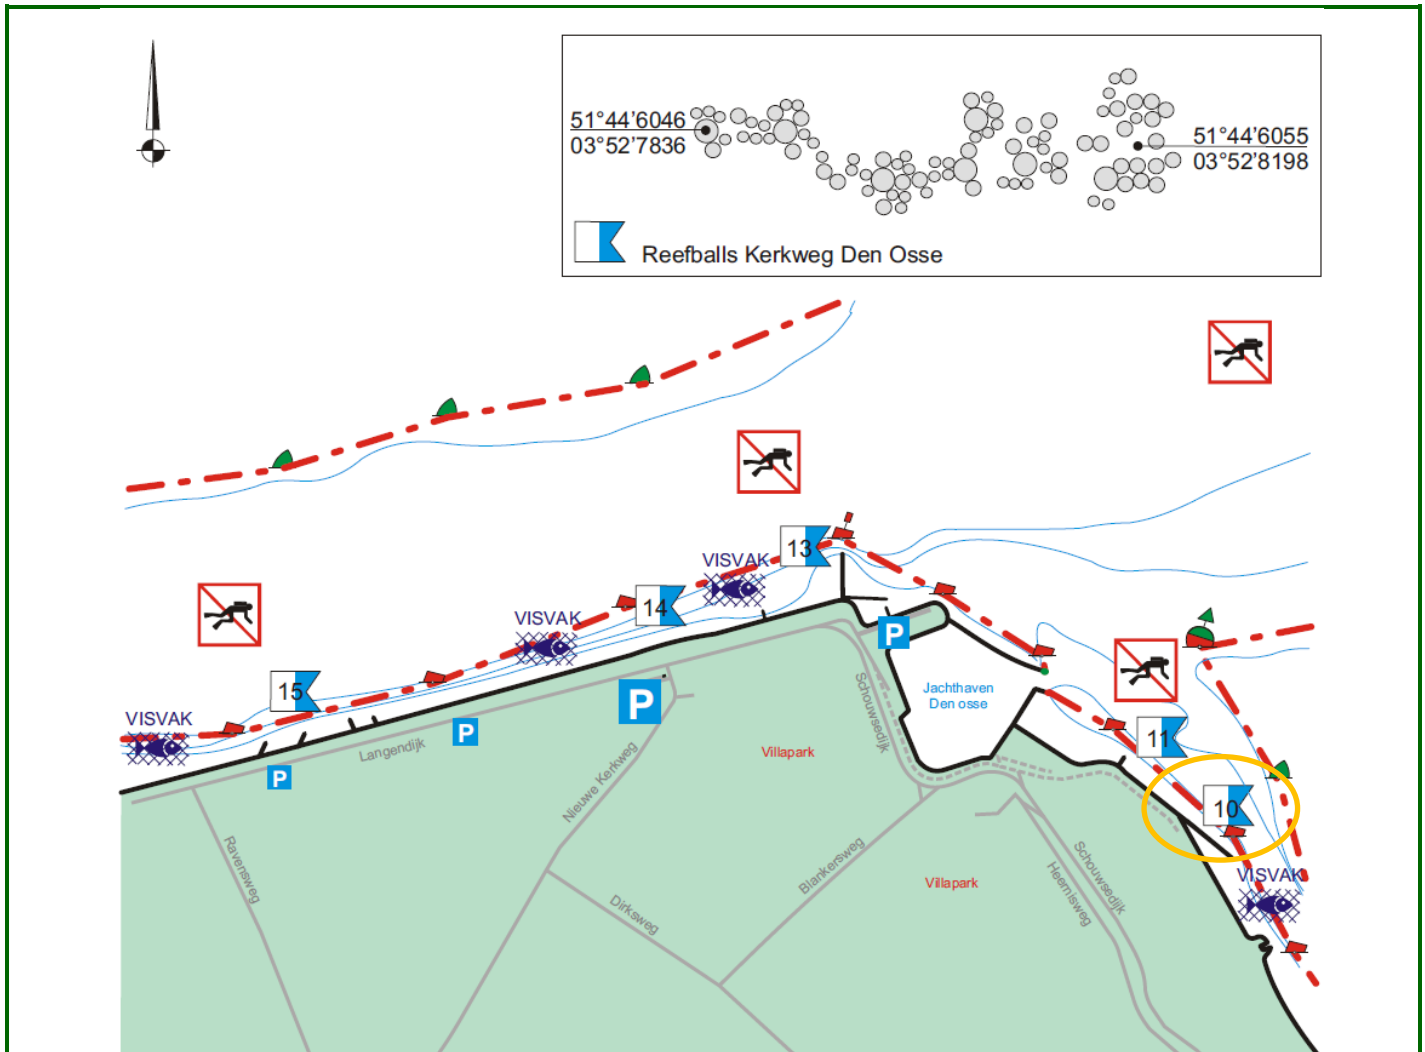 51°44'6046
03°52'7836
51°44'6055
03°52'8198
Reefballs Kerkweg Den Osse
13
VISVAK
14
VISVAK
15
VISVAK
P
P
P
P
Jachthaven
Den osse
Schouwsedijk
Langendijk
Nieuwe Kerkweg
Villapark
11
10
VISVAK
Ravensweg
Dirksweg
Blankersweg
Villapark
Heernisweg
Schouwsedijk